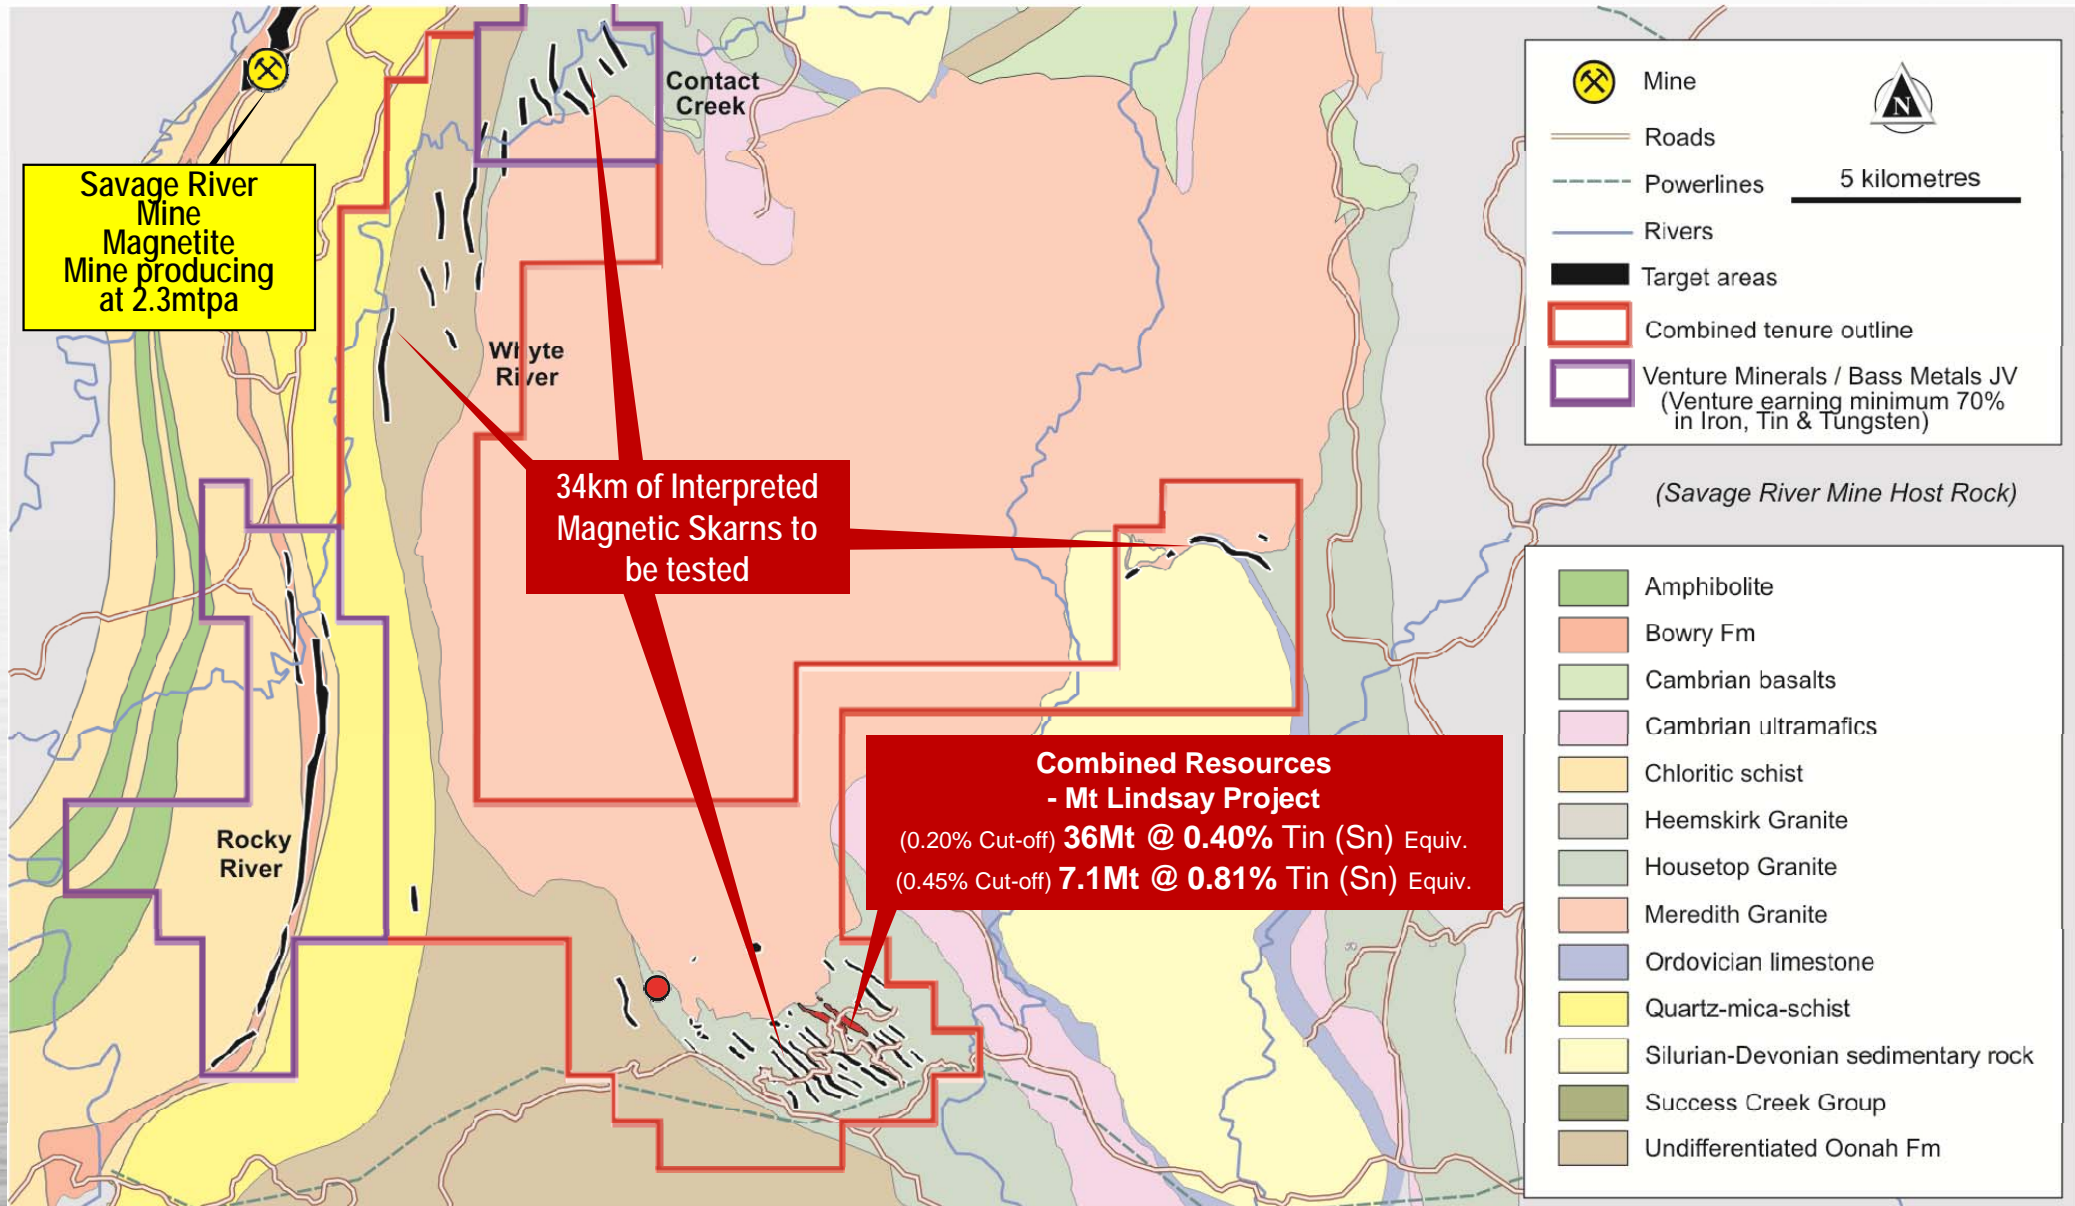 Contact
Creek
Savage River
Mine
Magnetite
Mine producing
at 2.3mtpa
Whyte
River
34km of Interpreted
Magnetic Skarns to
be tested
Combined Resources
- Mt Lindsay Project
(0.20% Cut-off) 36Mt @ 0.40% Tin (Sn) Equiv.
(0.45% Cut-off) 7.1Mt @ 0.81% Tin (Sn) Equiv.
Rocky
River
Mine
N
Roads
Powerlines
5 kilometres
Rivers
Target areas
Combined tenure outline
Venture Minerals / Bass Metals JV
(Venture earning minimum 70%
in Iron, Tin & Tungsten)
(Savage River Mine Host Rock)
Amphibolite
Bowry Fm
Cambrian basalts
Cambrian ultramafics
Chloritic schist
Heemskirk Granite
Housetop Granite
Meredith Granite
Ordovician limestone
Quartz-mica-schist
Silurian-Devonian sedimentary rock
Success Creek Group
Undifferentiated Oonah Fm